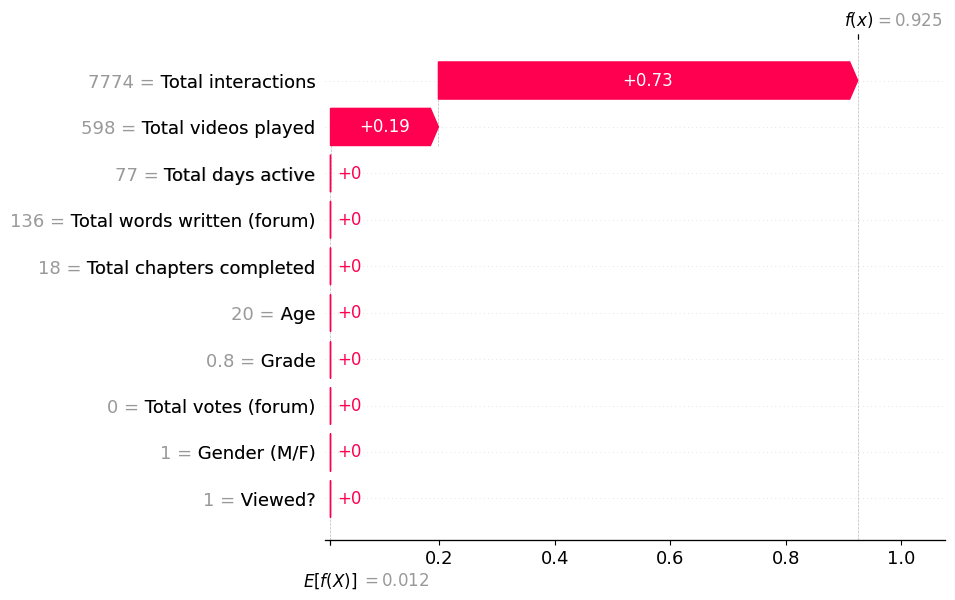 f(x) = 0.925
7774 = Total interactions
+0.73
598 = Total videos played
+0.19
77 = Total days active
+0
136 = Total words written (forum)
+0
18 = Total chapters completed
+0
20 = Age
+0
0.8 = Grade
+0
0 = Total votes (forum)
+0
1 = Gender (M/F)
+0
1 = Viewed?
+0
0.2 0.4 0.6 0.8 1.0
E[f(X)] = 0.012